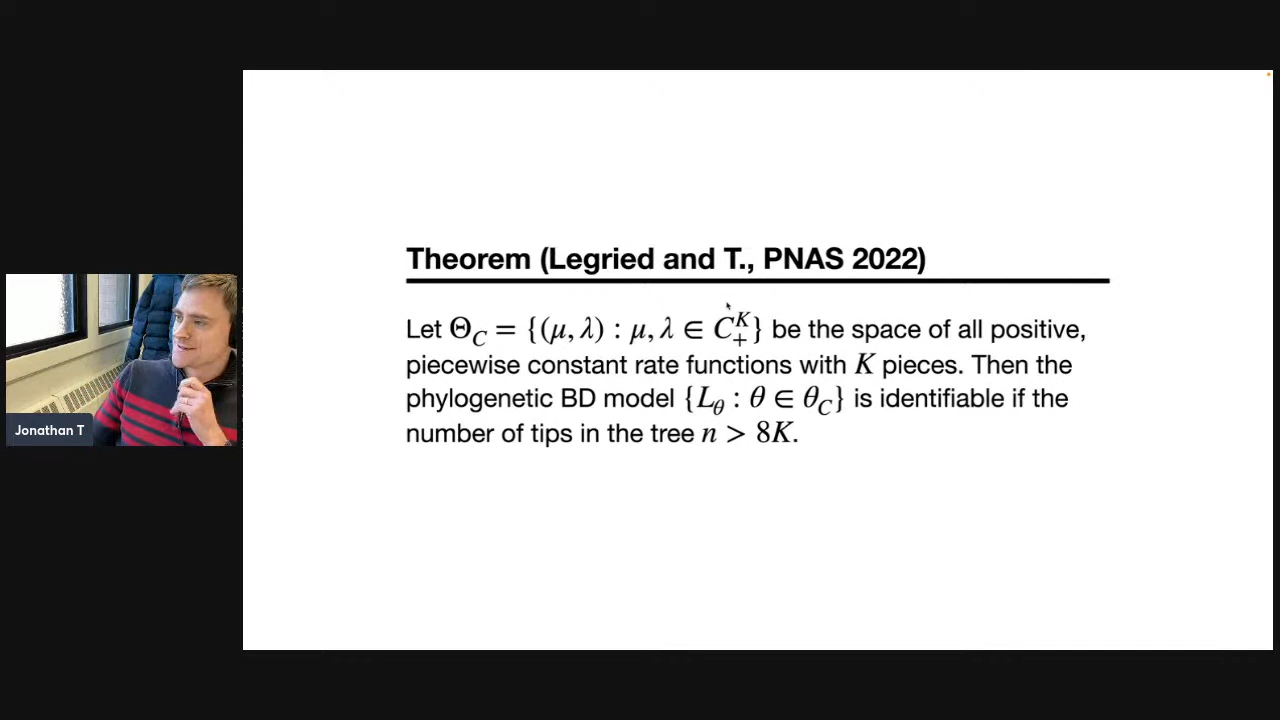 Theorem (Legried and T., PNAS 2022)
Let Θ_C = {(μ, λ) : μ, λ ∈ C_+^K} be the space of all positive,
piecewise constant rate functions with K pieces. Then the
phylogenetic BD model {L_θ : θ ∈ θ_C} is identifiable if the
number of tips in the tree n > 8K.
Jonathan T